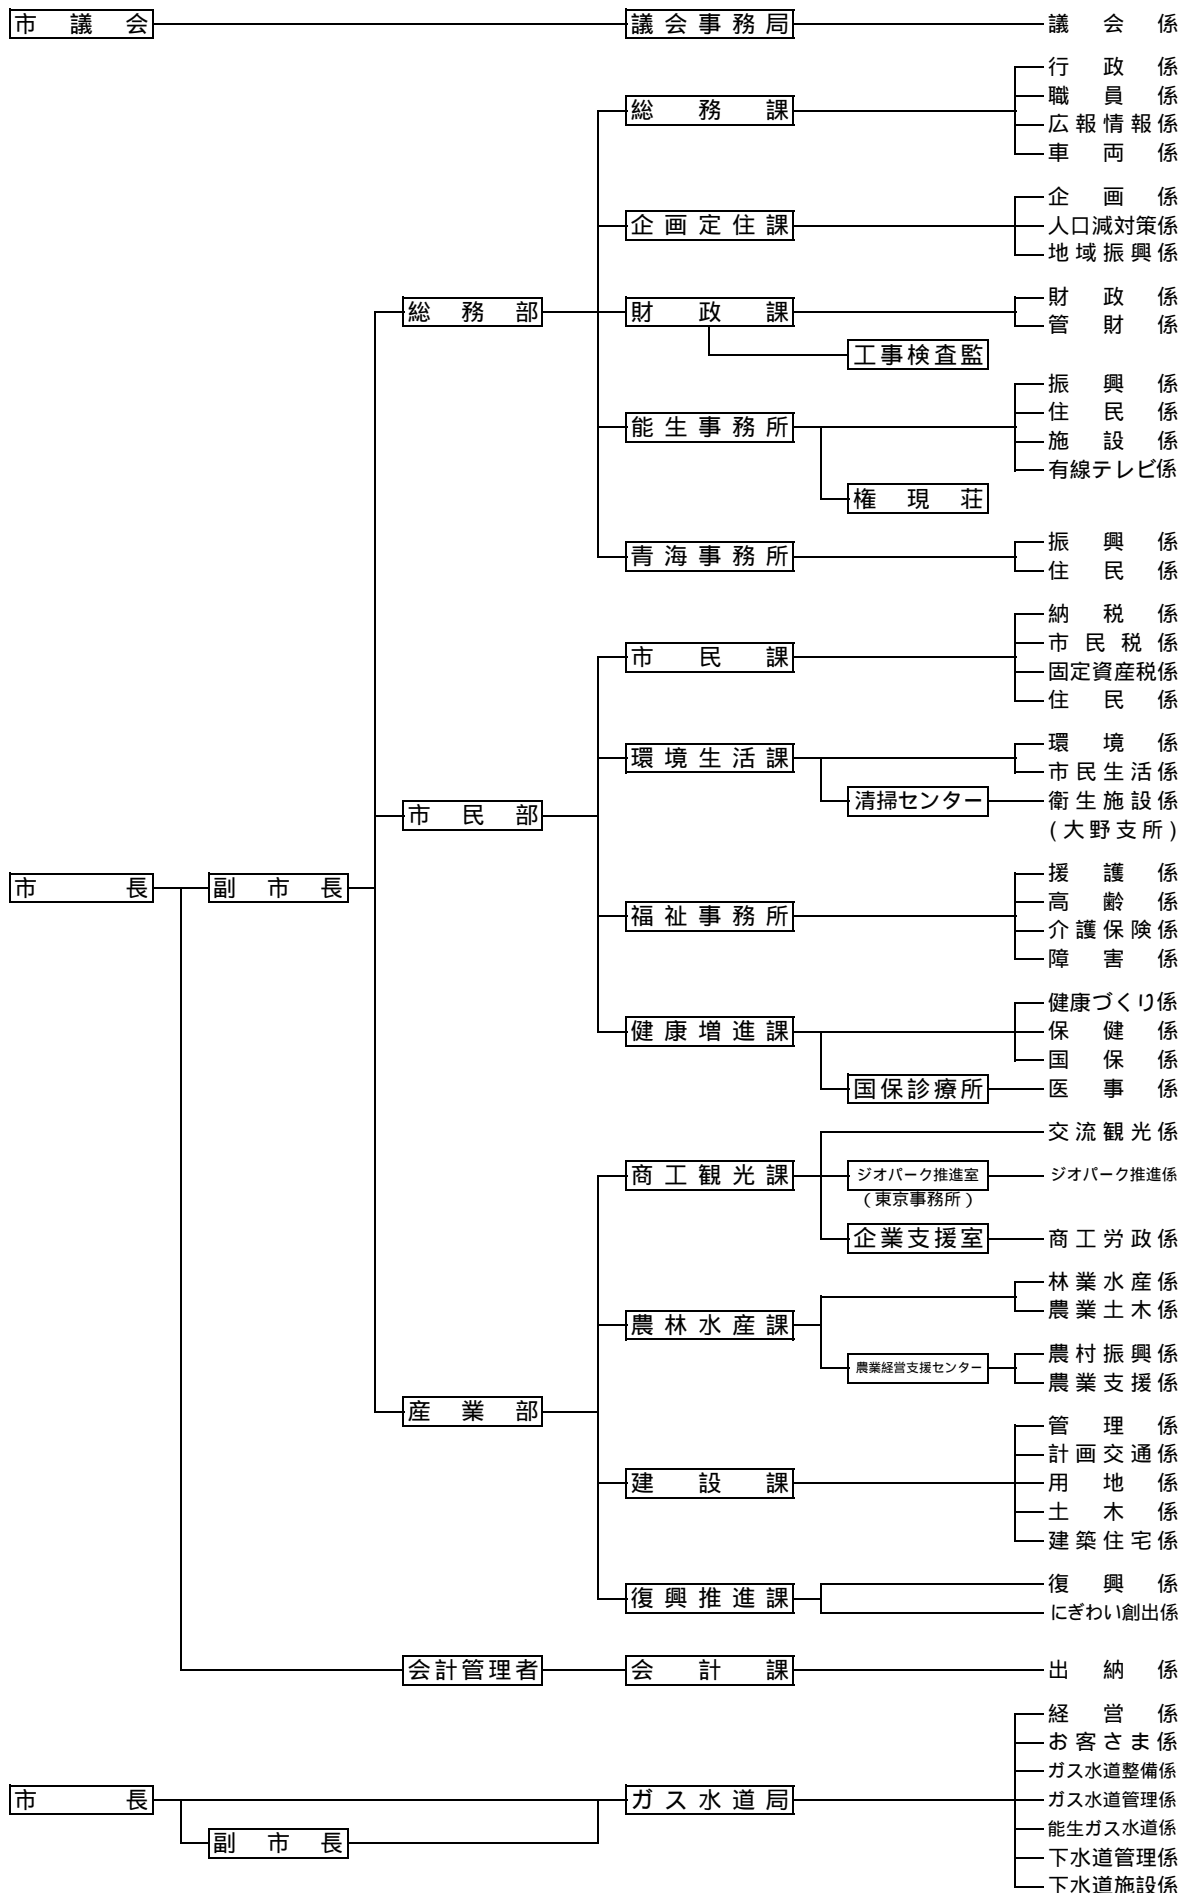 市議会 議会事務局 議会係
行政係
職員係
総務課
広報情報係
車両係
企画係
企画定住課 人口減対策係
地域振興係
財政係
総務部 財政課
管財係
工事検査監
振興係
住民係
能生事務所
施設係
有線テレビ係
権現荘
振興係
青海事務所
住民係
納税係
市民税係
市民課
固定資産税係
住民係
環境係
環境生活課
市民生活係
清掃センター 衛生施設係
(大野支所)
市民部
援護係
市長 副市長
高齢係
福祉事務所
介護保険係
障害係
健康づくり係
健康増進課 保健係
国保係
国保診療所 医事係
交流観光係
商工観光課 ジオパーク推進室 ジオパーク推進係
(東京事務所)
企業支援室 商工労政係
林業水産係
農業土木係
農林水産課
農村振興係
農業経営支援センター
農業支援係
産業部
管理係
計画交通係
建設課 用地係
土木係
建築住宅係
復興係
復興推進課
にぎわい創出係
会計管理者 会計課 出納係
経営係
お客さま係
ガス水道整備係
市長 ガス水道局 ガス水道管理係
能生ガス水道係
副市長
下水道管理係
下水道施設係